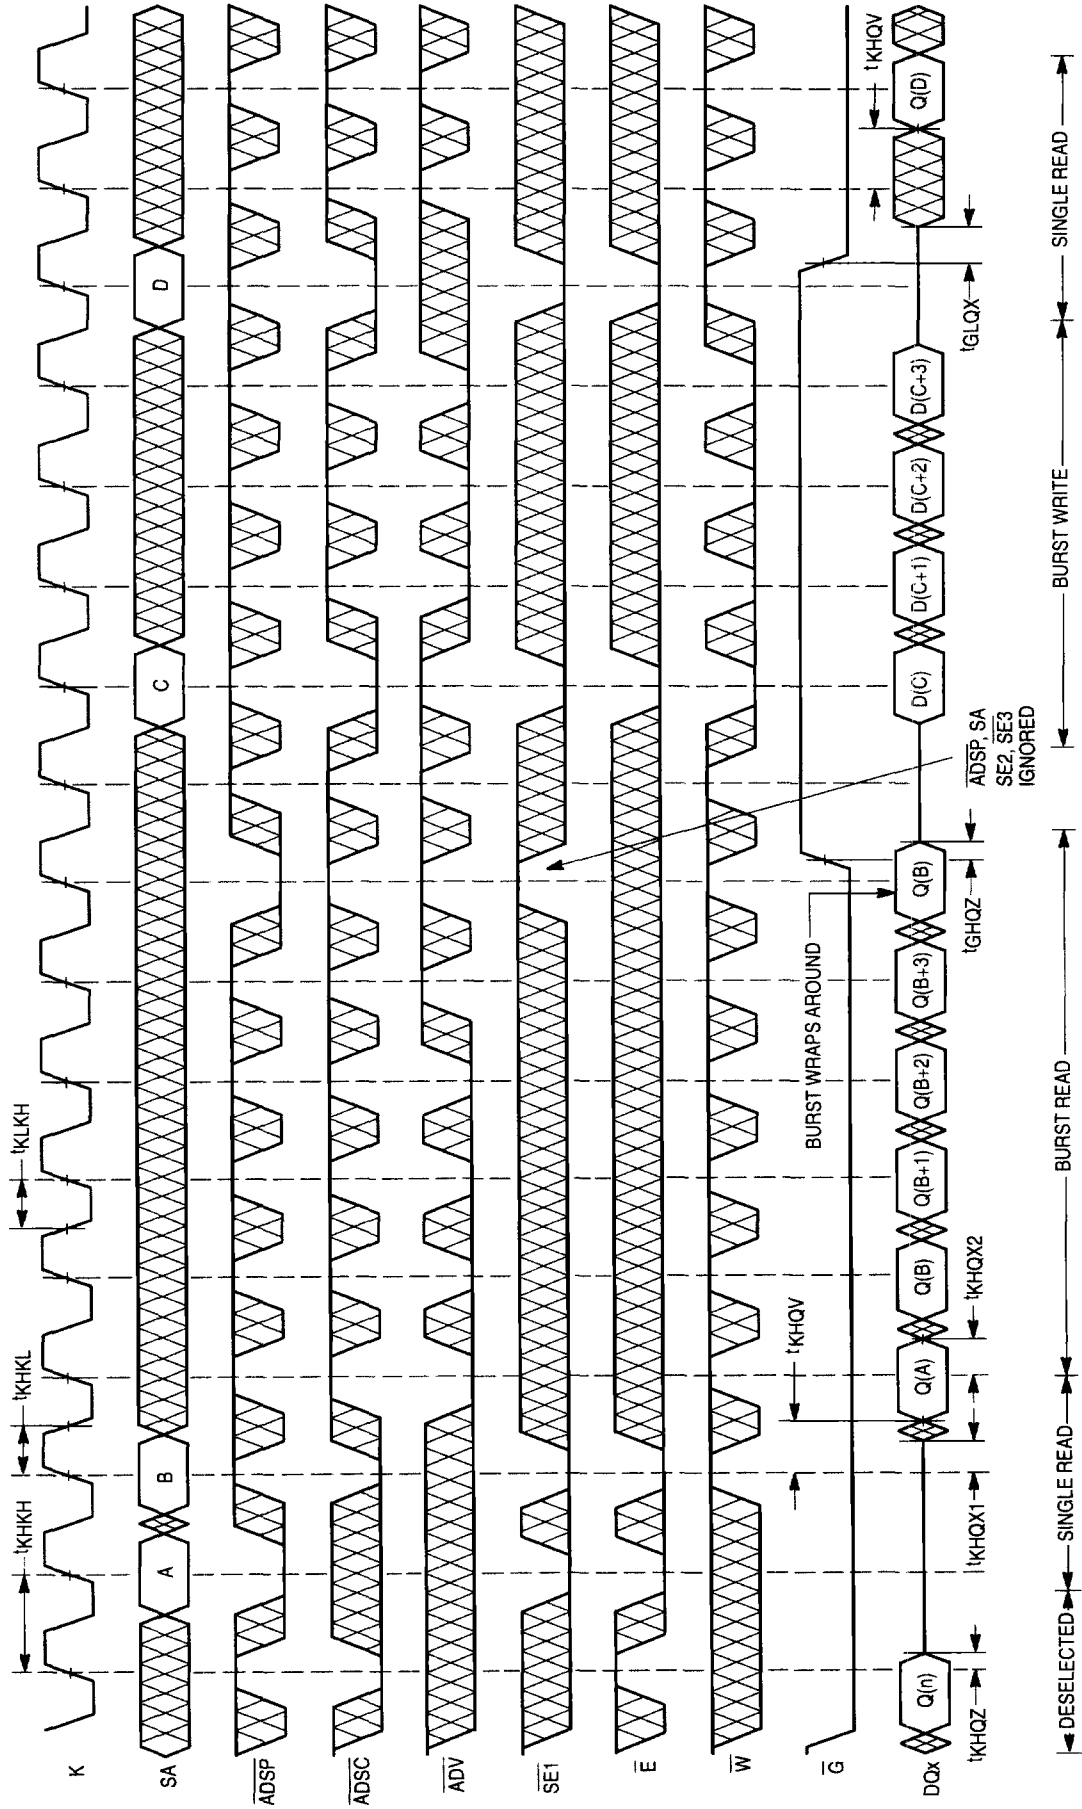 tKHKH
tKHKL
tKLKH
K
SA
A
B
C
D
ADSP
ADSC
ADV
SE1
E
W
G
BURST WRAPS AROUND
ADSP, SA
SE2, SE3
IGNORED
tKHQV
tKHQV
DQx
Q(n)
Q(A)
Q(B)
Q(B+1)
Q(B+2)
Q(B+3)
Q(B)
D(C)
D(C+1)
D(C+2)
D(C+3)
Q(D)
tKHQZ
tKHQX1
tKHQX2
tGHQZ
tGLQX
DESELECTED
SINGLE READ
BURST READ
BURST WRITE
SINGLE READ